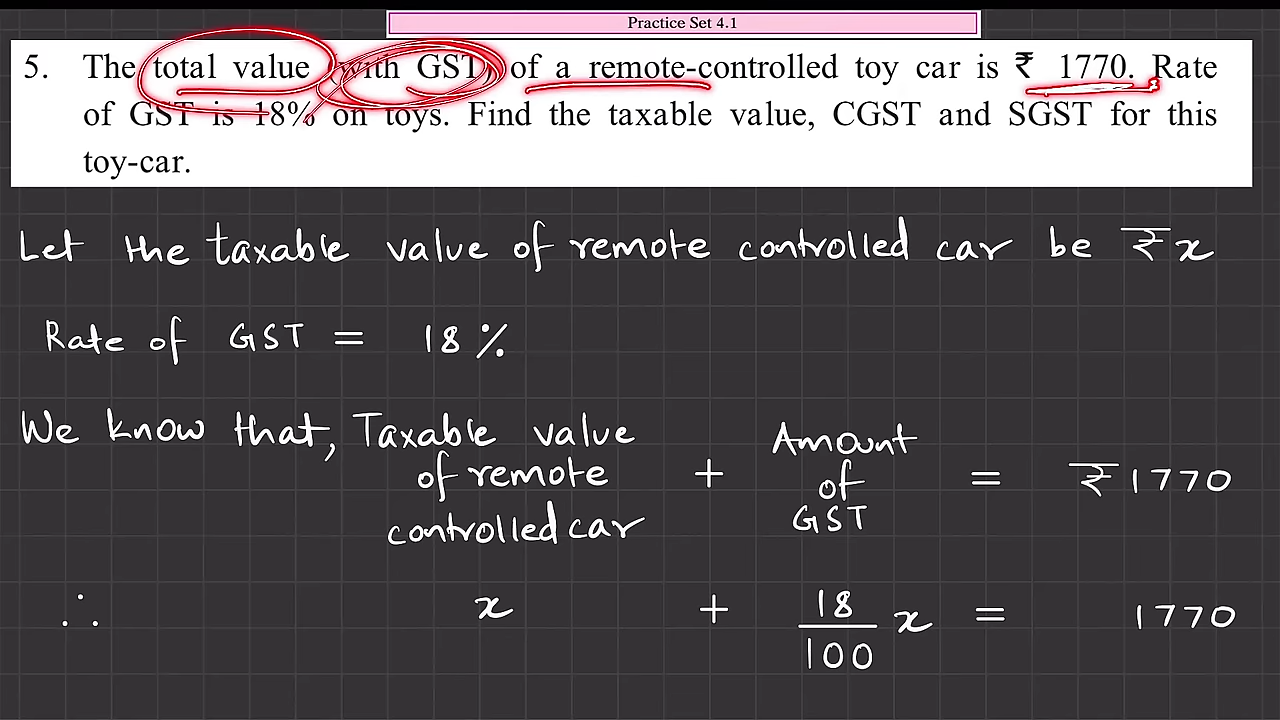 Practice Set 4.1
5. The total value (with GST) of a remote-controlled toy car is ₹ 1770. Rate
of GST is 18% on toys. Find the taxable value, CGST and SGST for this
toy-car.
Let the taxable value of remote controlled car be ₹ x
Rate of GST = 18 %
We know that, Taxable value of remote controlled car + Amount of GST = ₹ 1770
∴ x + 18/100 x = 1770